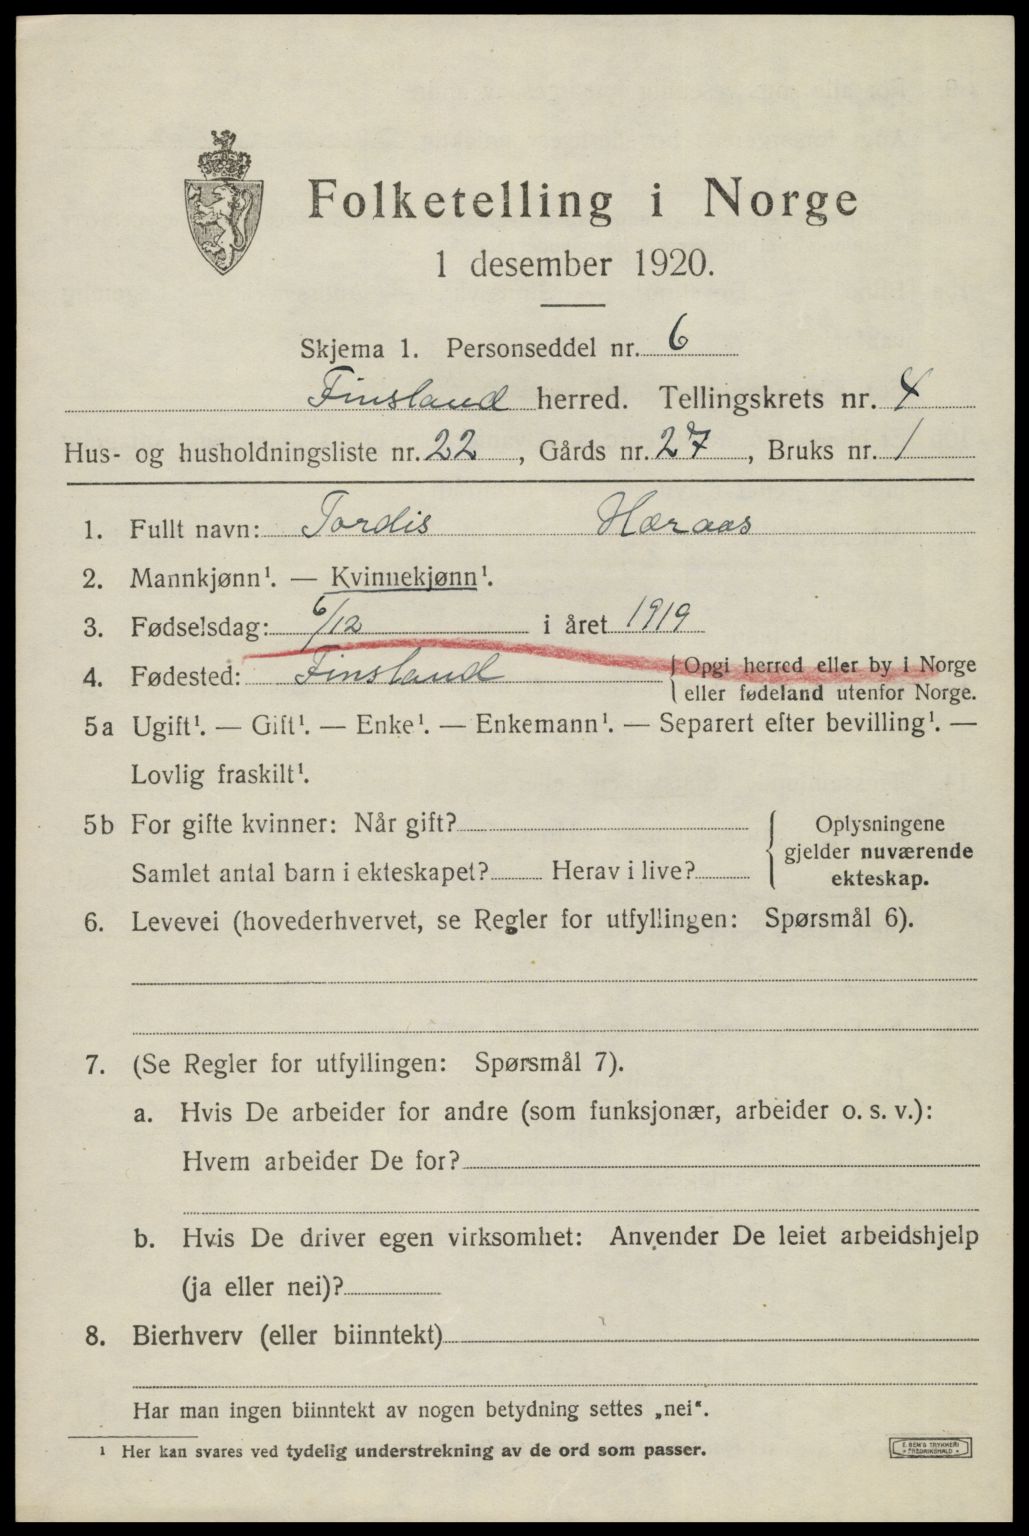 Folketelling i Norge
1 desember 1920.
Skjema 1. Personseddel nr. 6
Finsland herred. Tellingskrets nr. 4
Hus- og husholdningsliste nr. 22, Gårds nr. 27, Bruks nr. 1
1. Fullt navn: Tordis Høraas
2. Mannkjønn¹. — Kvinnekjønn¹.
3. Fødselsdag: 6/12 i året 1919
4. Fødested: Finsland {Opgi herred eller by i Norge
eller fødeland utenfor Norge.
5a Ugift¹. — Gift¹. — Enke¹. — Enkemann¹. — Separert efter bevilling¹. —
Lovlig fraskilt¹.
5b For gifte kvinner: Når gift?
Samlet antal barn i ekteskapet? Herav i live?
{Oplysningene
gjelder nuværende
ekteskap.
6. Levevei (hovederhvervet, se Regler for utfyllingen: Spørsmål 6).
7. (Se Regler for utfyllingen: Spørsmål 7).
a. Hvis De arbeider for andre (som funksjonær, arbeider o. s. v.):
Hvem arbeider De for?
b. Hvis De driver egen virksomhet: Anvender De leiet arbeidshjelp
(ja eller nei)?
8. Bierhverv (eller biinntekt)
Har man ingen biinntekt av nogen betydning settes „nei“.
¹ Her kan svares ved tydelig understrekning av de ord som passer.
E. SEM'S TRYKKERI
FREDRIKSHALD